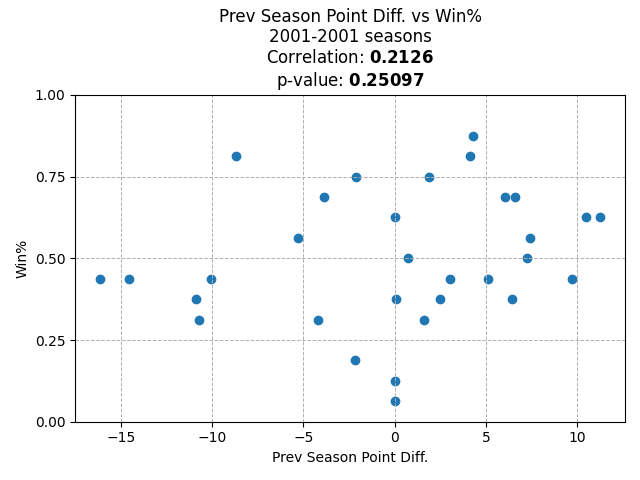 Prev Season Point Diff. vs Win%
2001-2001 seasons
Correlation: 0.2126
p-value: 0.25097
1.00
0.75
0.50
0.25
0.00
Win%
−15
−10
−5
0
5
10
Prev Season Point Diff.